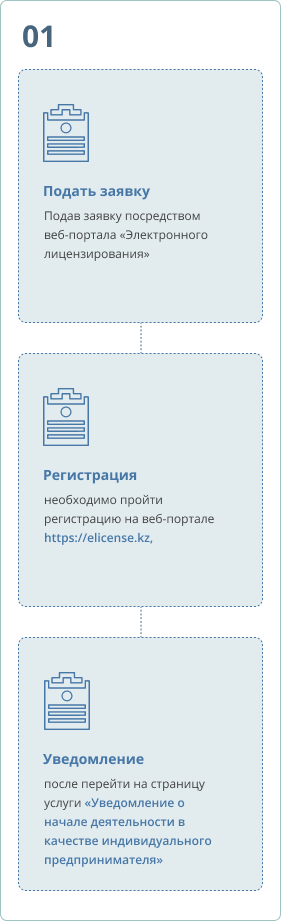 01
Подать заявку
Подав заявку посредством
веб-портала «Электронного
лицензирования»
Регистрация
необходимо пройти
регистрацию на веб-портале
https://elicense.kz,
Уведомление
после перейти на страницу
услуги «Уведомление о
начале деятельности в
качестве индивидуального
предпринимателя»